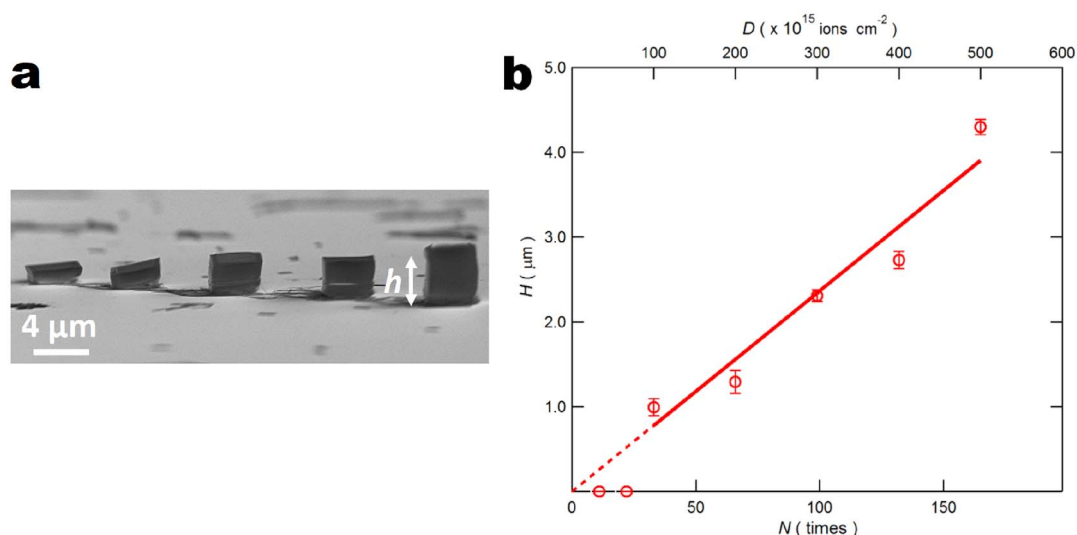 a
h
4 μm
b
D ( x 10¹⁵ ions cm⁻²)
100 200 300 400 500 600
5.0
4.0
3.0
2.0
1.0
H ( μm )
0 50 100 150
N ( times )